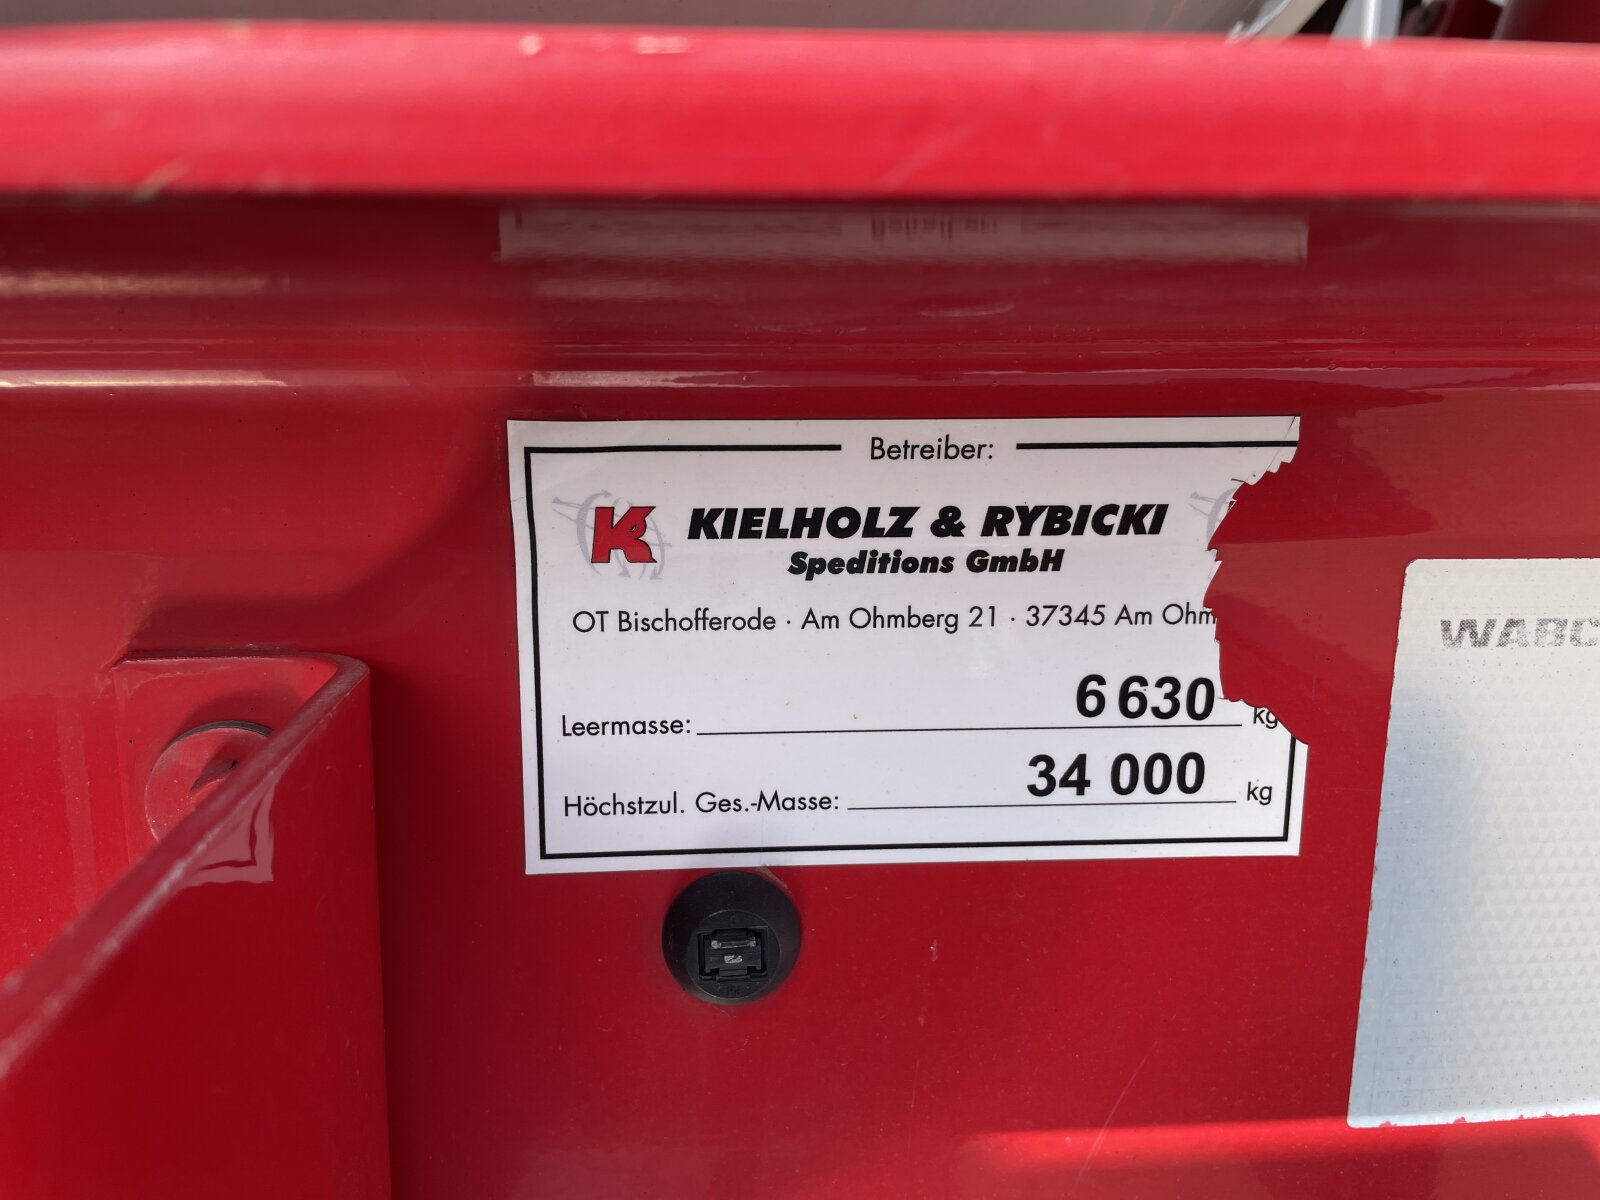 Betreiber:
KIELHOLZ & RYBICKI
Speditions GmbH
OT Bischofferode · Am Ohmberg 21 · 37345 Am Ohm
Leermasse: 6 630 kg
Höchstzul. Ges.-Masse: 34 000 kg
WABC